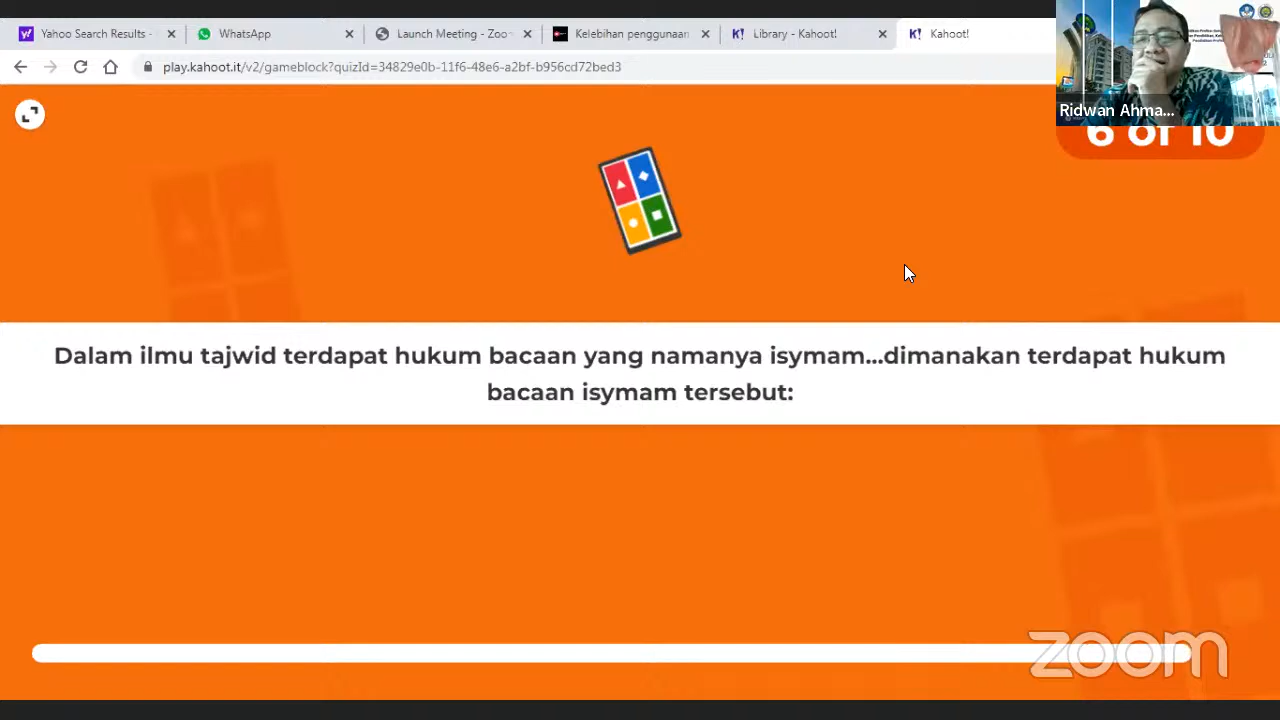 Yahoo Search Results -
WhatsApp
Launch Meeting - Zoo
Kelebihan penggunaan
K! Library - Kahoot!
K! Kahoot!
play.kahoot.it/v2/gameblock?quizId=34829e0b-11f6-48e6-a2bf-b956cd72bed3
Ridwan Ahma...
6 of 10
Dalam ilmu tajwid terdapat hukum bacaan yang namanya isymam...dimanakan terdapat hukum
bacaan isymam tersebut:
zoom